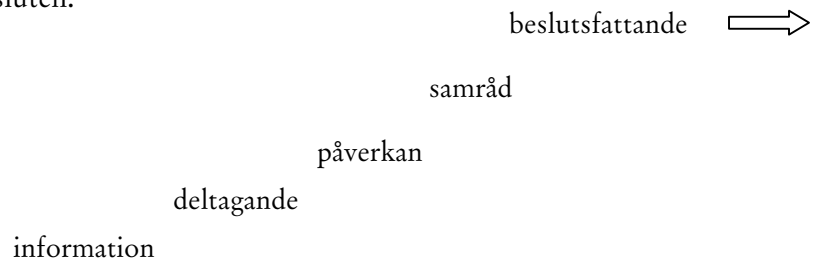 beslutsfattande
samråd
påverkan
deltagande
information